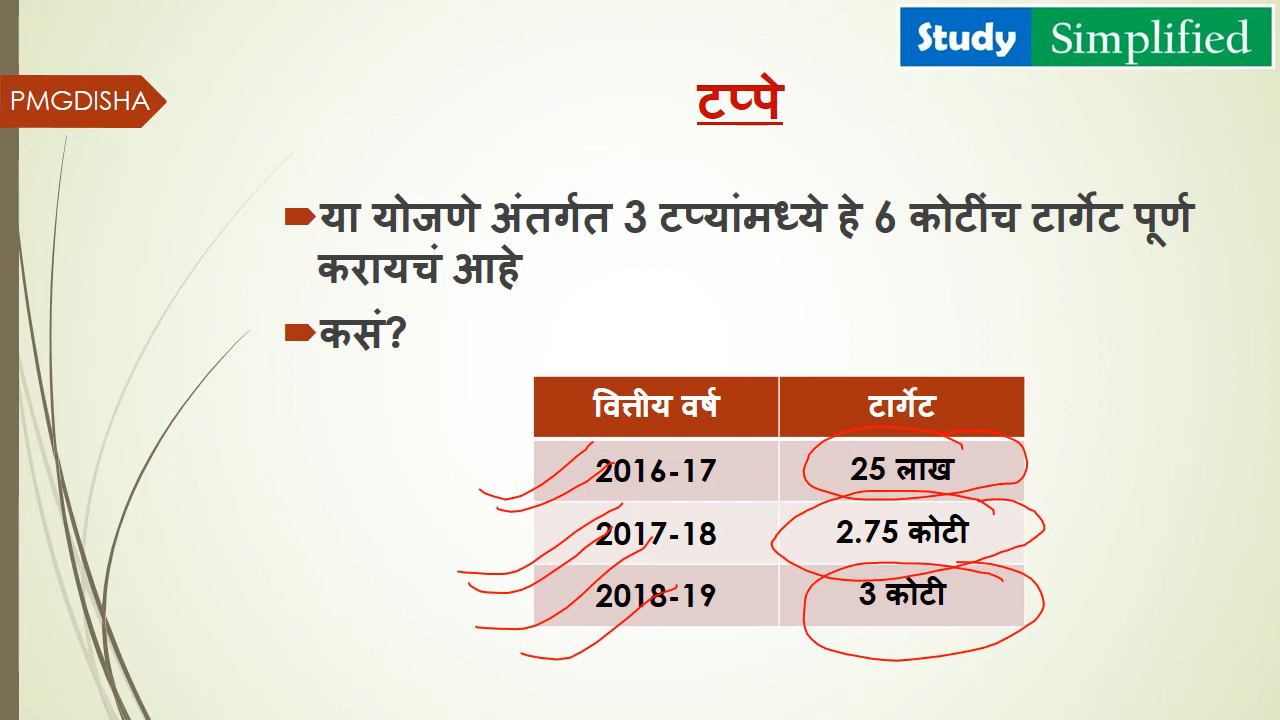 Study Simplified
PMGDISHA
टप्पे
या योजणे अंतर्गत 3 टप्यांमध्ये हे 6 कोटींच टार्गेट पूर्ण
करायचं आहे
कसं?
वित्तीय वर्ष टार्गेट
2016-17 25 लाख
2017-18 2.75 कोटी
2018-19 3 कोटी